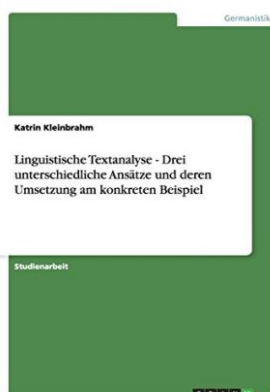 Germanistik
Katrin Kleinbrahm
Linguistische Textanalyse - Drei
unterschiedliche Ansätze und deren
Umsetzung am konkreten Beispiel
Studienarbeit